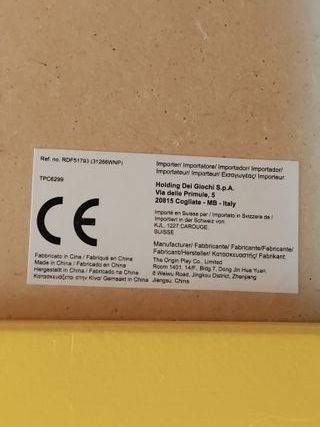 Ref. no. RDF51793 (31266WNP)
TPC6299
CE
Fabbricato in Cina / Fabriqué en Chine
Made in China / Fabricado en China
Hergestellt in China / Fabricado na China
Κατασκευάζεται στην Κίνα/ Gemaakt in China
Importer/ Importatore/ Importador/ Importador/
Importateur/ Importeur/ Εισαγωγέας/ Importeur
Holding Dei Giochi S.p.A.
Via delle Primule, 5
20815 Cogliate - MB - Italy
Importé en Suisse par / Importato in Svizzera da /
Importiert in der Schweiz von:
KJL, 1227 CAROUGE,
SUISSE
Manufacturer/ Fabbricante/ Fabricante/Fabricante/
Fabricant/Hersteller/ Κατασκευαστής/ Fabrikant:
The Origin Play Co., Limited
Room 1401, 14/F., Bldg.7, Dong Jin Hua Yuan,
8 Weiwu Road, Jingkou District, Zhenjiang
Jiangsu, China